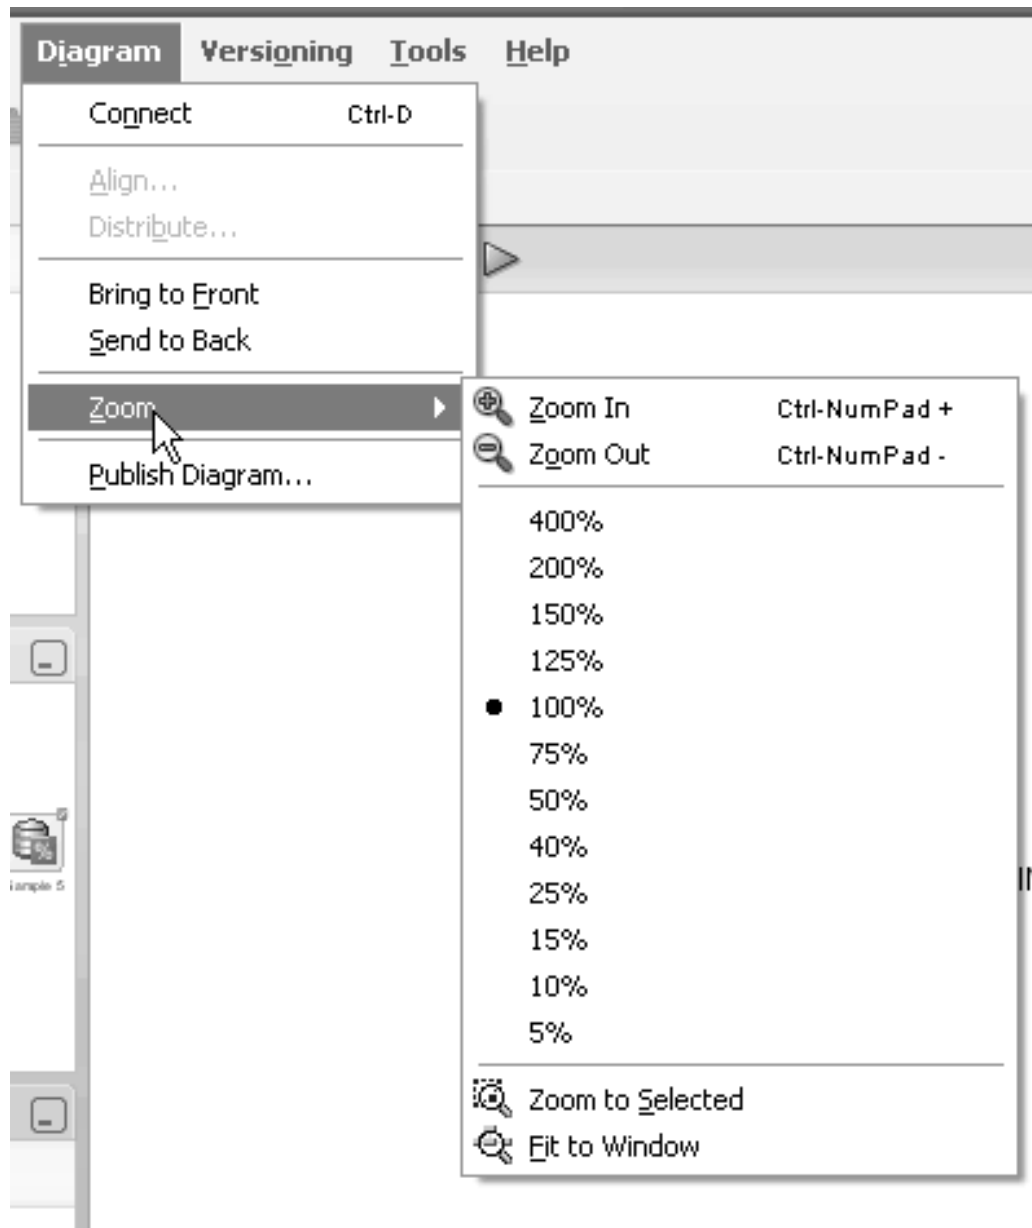 Diagram Versioning Tools Help
Connect Ctrl-D
Align...
Distribute...
Bring to Front
Send to Back
Zoom
Publish Diagram...
Zoom In Ctrl-NumPad +
Zoom Out Ctrl-NumPad -
400%
200%
150%
125%
100%
75%
50%
40%
25%
15%
10%
5%
Zoom to Selected
Fit to Window
%